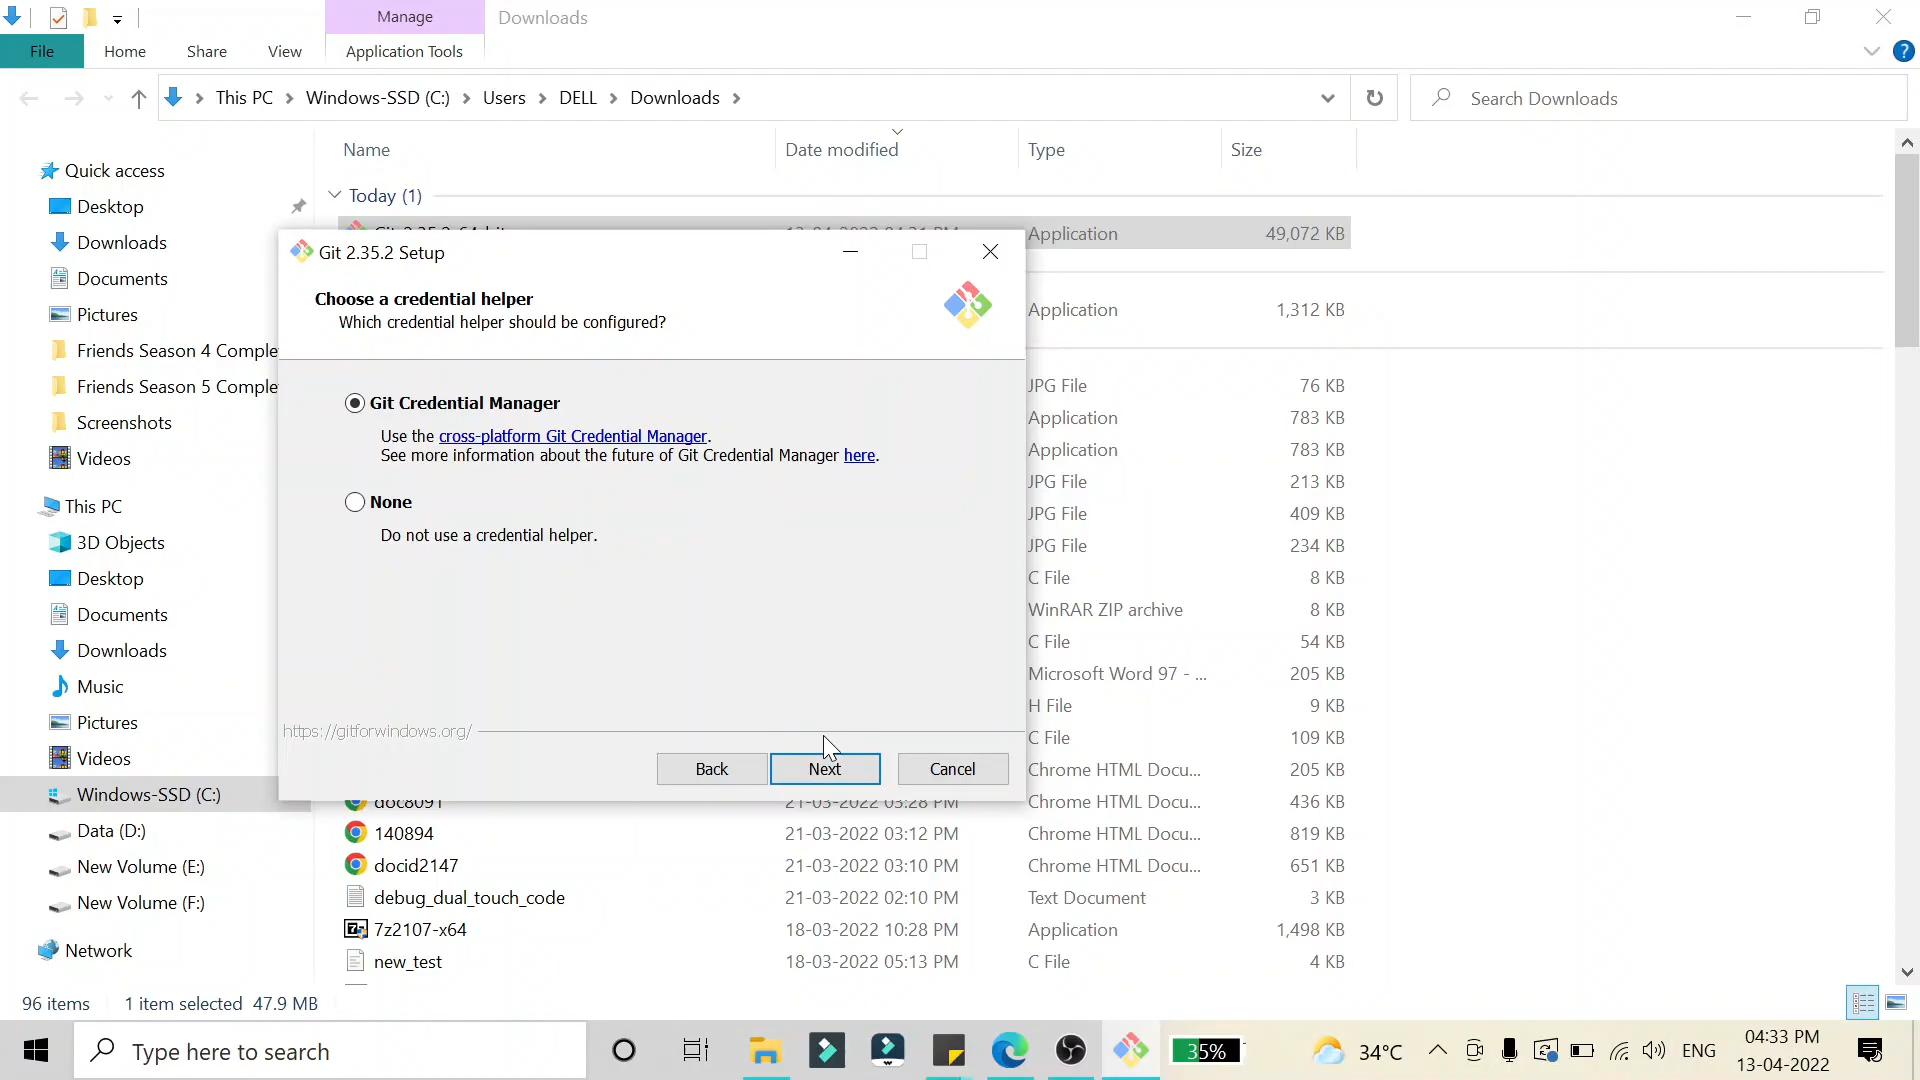 Manage
Downloads
File
Home
Share
View
Application Tools
This PC
Windows-SSD (C:)
Users
DELL
Downloads
Search Downloads
Name
Date modified
Type
Size
Quick access
Desktop
Downloads
Documents
Pictures
Friends Season 4 Comple
Friends Season 5 Comple
Screenshots
Videos
This PC
3D Objects
Desktop
Documents
Downloads
Music
Pictures
Videos
Windows-SSD (C:)
Data (D:)
New Volume (E:)
New Volume (F:)
Network
Today (1)
Application 49,072 KB
Application 1,312 KB
JPG File 76 KB
Application 783 KB
Application 783 KB
JPG File 213 KB
JPG File 409 KB
JPG File 234 KB
C File 8 KB
WinRAR ZIP archive 8 KB
C File 54 KB
Microsoft Word 97 - ... 205 KB
H File 9 KB
C File 109 KB
Chrome HTML Docu... 205 KB
doc8091 21-03-2022 03:28 PM Chrome HTML Docu... 436 KB
140894 21-03-2022 03:12 PM Chrome HTML Docu... 819 KB
docid2147 21-03-2022 03:10 PM Chrome HTML Docu... 651 KB
debug_dual_touch_code 21-03-2022 02:10 PM Text Document 3 KB
7z2107-x64 18-03-2022 10:28 PM Application 1,498 KB
new_test 18-03-2022 05:13 PM C File 4 KB
Git 2.35.2 Setup
Choose a credential helper
Which credential helper should be configured?
Git Credential Manager
Use the cross-platform Git Credential Manager.
See more information about the future of Git Credential Manager here.
None
Do not use a credential helper.
https://gitforwindows.org/
Back
Next
Cancel
96 items
1 item selected 47.9 MB
Type here to search
35%
34°C
ENG
04:33 PM
13-04-2022